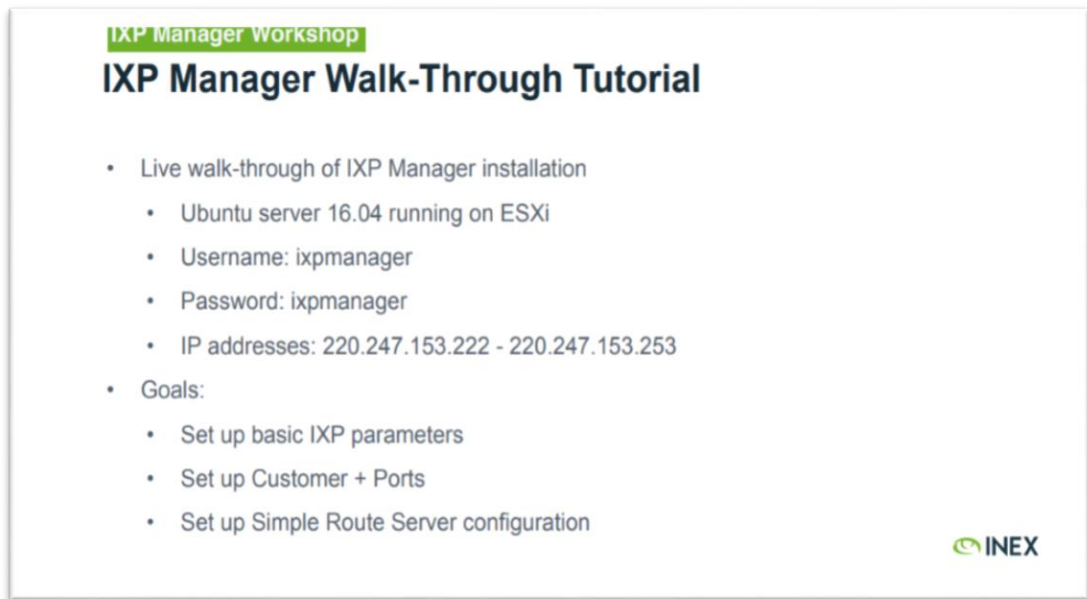 IXP Manager Workshop
IXP Manager Walk-Through Tutorial
• Live walk-through of IXP Manager installation
• Ubuntu server 16.04 running on ESXi
• Username: ixpmanager
• Password: ixpmanager
• IP addresses: 220.247.153.222 - 220.247.153.253
• Goals:
• Set up basic IXP parameters
• Set up Customer + Ports
• Set up Simple Route Server configuration
INEX